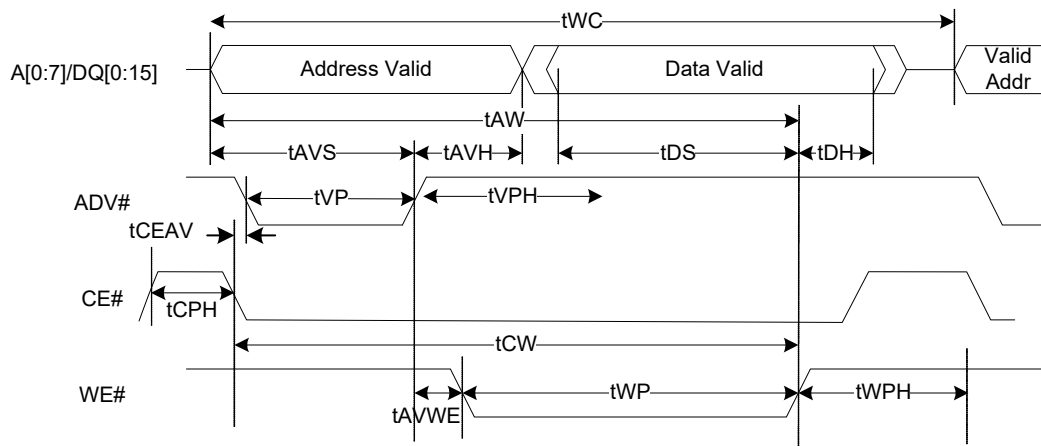 tWC
A[0:7]/DQ[0:15] Address Valid Data Valid Valid
Addr
tAW
tAVS tAVH tDS tDH
ADV# tVP tVPH
tCEAV
CE# tCPH
tCW
WE# tWP tWPH
tAVWE